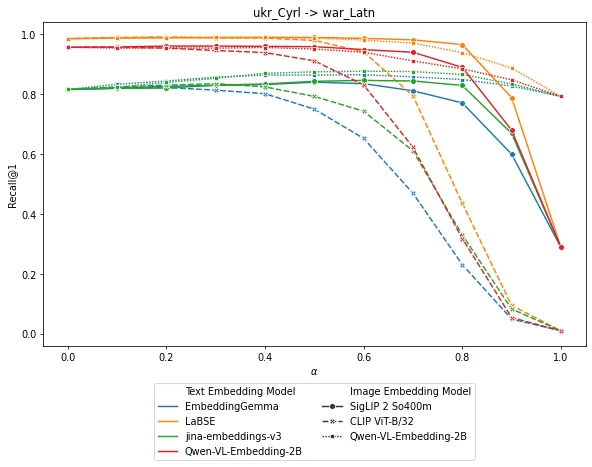 ukr_Cyrl -> war_Latn
Recall@1
1.0
0.8
0.6
0.4
0.2
0.0
0.0 0.2 0.4 0.6 0.8 1.0
α
Text Embedding Model
EmbeddingGemma
LaBSE
jina-embeddings-v3
Qwen-VL-Embedding-2B
Image Embedding Model
SigLIP 2 So400m
CLIP ViT-B/32
Qwen-VL-Embedding-2B